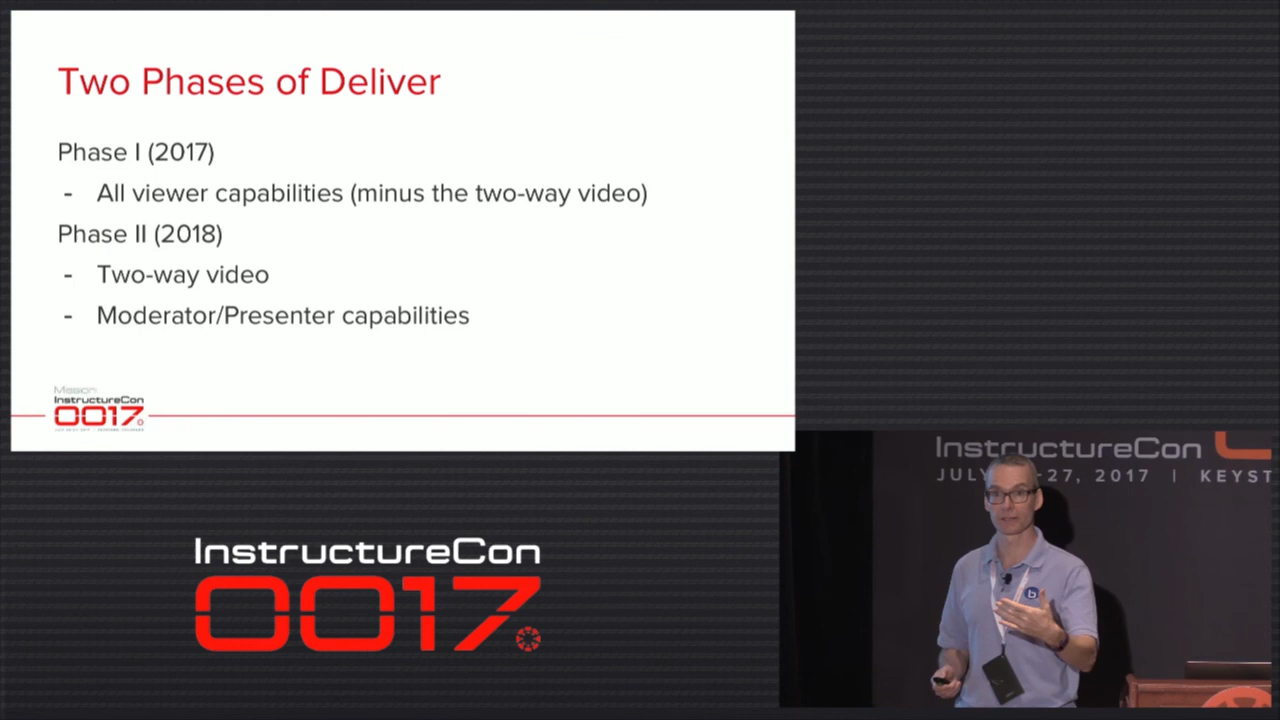 Two Phases of Deliver
Phase I (2017)
- All viewer capabilities (minus the two-way video)
Phase II (2018)
- Two-way video
- Moderator/Presenter capabilities
Mission:
InstructureCon
0017
InstructureCon
JULY -27, 2017 | KEYST
b
InstructureCon
0017